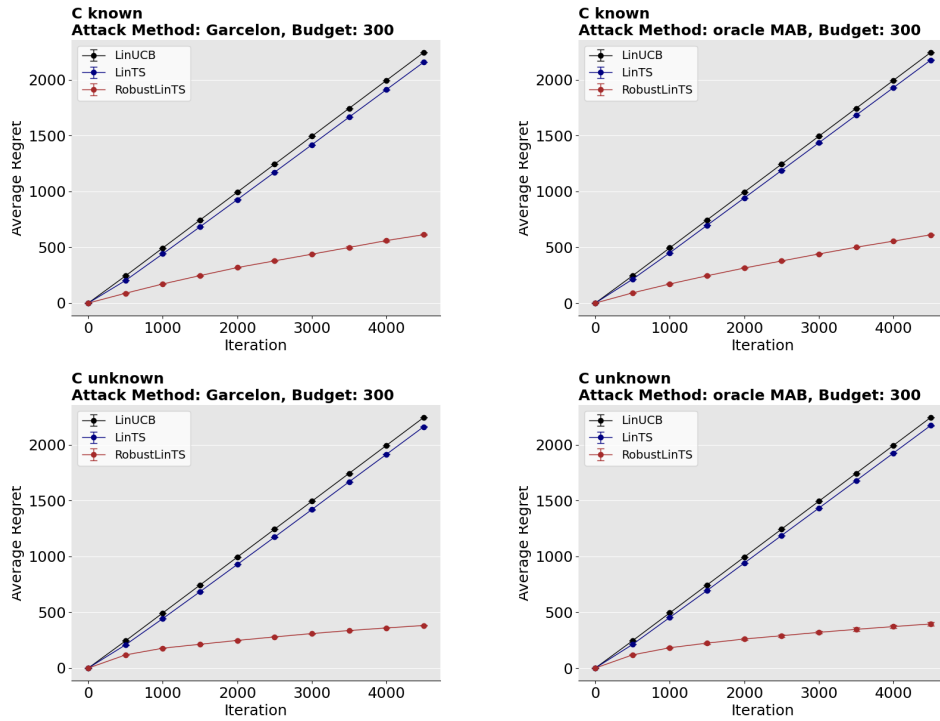 C known
Attack Method: Garcelon, Budget: 300
LinUCB
LinTS
RobustLinTS
Average Regret
2000
1500
1000
500
0
0 1000 2000 3000 4000
Iteration
C known
Attack Method: oracle MAB, Budget: 300
LinUCB
LinTS
RobustLinTS
Average Regret
2000
1500
1000
500
0
0 1000 2000 3000 4000
Iteration
C unknown
Attack Method: Garcelon, Budget: 300
LinUCB
LinTS
RobustLinTS
Average Regret
2000
1500
1000
500
0
0 1000 2000 3000 4000
Iteration
C unknown
Attack Method: oracle MAB, Budget: 300
LinUCB
LinTS
RobustLinTS
Average Regret
2000
1500
1000
500
0
0 1000 2000 3000 4000
Iteration